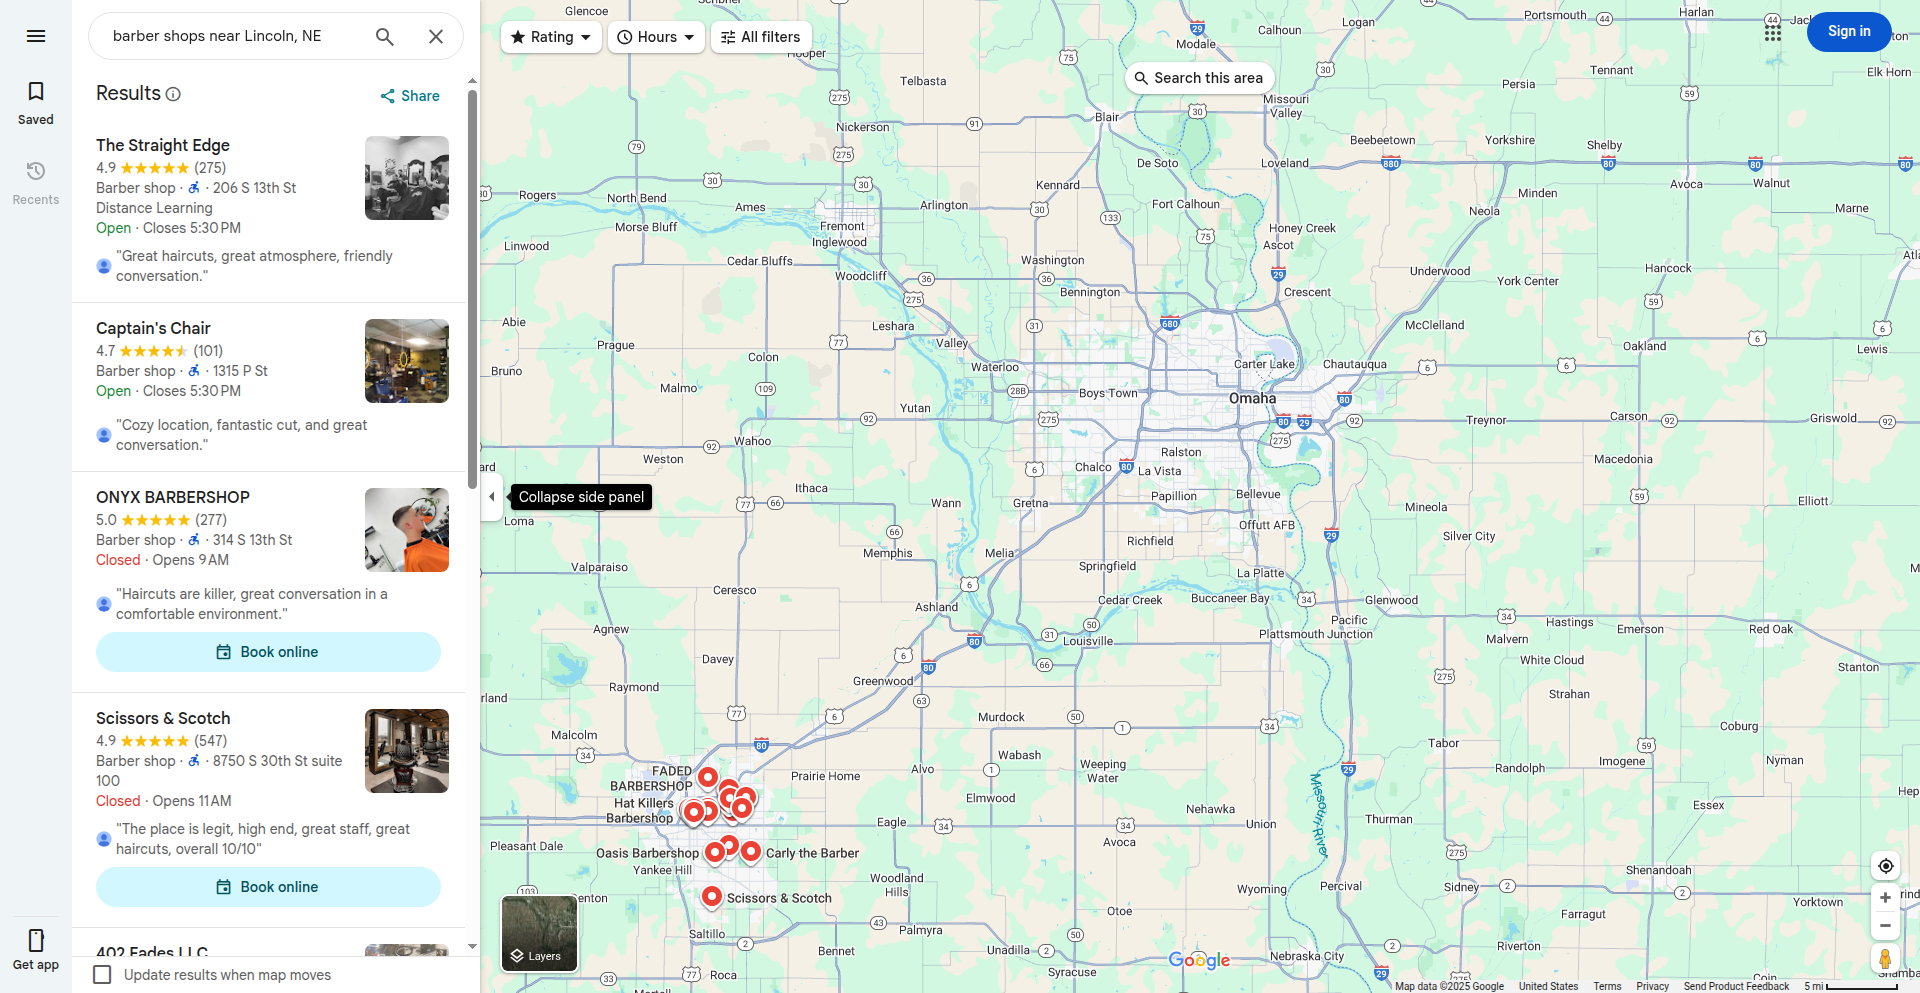 barber shops near Lincoln, NE
Saved
Recents
Get app
Results
Share
The Straight Edge
4.9 (275)
Barber shop · · 206 S 13th St
Distance Learning
Open · Closes 5:30 PM
"Great haircuts, great atmosphere, friendly
conversation."
Captain's Chair
4.7 (101)
Barber shop · · 1315 P St
Open · Closes 5:30 PM
"Cozy location, fantastic cut, and great
conversation."
ONYX BARBERSHOP
5.0 (277)
Barber shop · · 314 S 13th St
Closed · Opens 9 AM
"Haircuts are killer, great conversation in a
comfortable environment."
Book online
Scissors & Scotch
4.9 (547)
Barber shop · · 8750 S 30th St suite
100
Closed · Opens 11 AM
"The place is legit, high end, great staff, great
haircuts, overall 10/10"
Book online
402 Fades LLC
Update results when map moves
Rating
Hours
All filters
Search this area
Sign in
Collapse side panel
Glencoe
Logan
Portsmouth
Harlan
Modale
Calhoun
Hooper
Telbasta
Persia
Tennant
Elk Horn
Missouri
Valley
Nickerson
Blair
Beebeetown
Yorkshire
Shelby
De Soto
Loveland
Avoca
Walnut
Rogers
North Bend
Ames
Arlington
Kennard
Fort Calhoun
Minden
Neola
Marne
Morse Bluff
Fremont
Inglewood
Honey Creek
Ascot
Linwood
Cedar Bluffs
Woodcliff
Washington
Bennington
Crescent
Underwood
York Center
Hancock
Abie
Leshara
Valley
McClelland
Prague
Colon
Waterloo
Carter Lake
Chautauqua
Oakland
Lewis
Bruno
Malmo
Yutan
Boys Town
Omaha
Treynor
Carson
Griswold
Wahoo
Weston
Ralston
Chalco
La Vista
Macedonia
Ithaca
Wann
Gretna
Papillion
Bellevue
Mineola
Elliott
Loma
Offutt AFB
Memphis
Melia
Richfield
Silver City
Valparaiso
Springfield
La Platte
Ceresco
Ashland
Cedar Creek
Buccaneer Bay
Glenwood
Pacific
Plattsmouth Junction
Agnew
Louisville
Malvern
Hastings
Emerson
Red Oak
Davey
Greenwood
White Cloud
Stanton
Raymond
Strahan
Murdock
Coburg
Malcolm
Wabash
Weeping
Water
Tabor
Randolph
Imogene
Nyman
FADED
BARBERSHOP
Prairie Home
Alvo
Hat Killers
Barbershop
Elmwood
Nehawka
Essex
Eagle
Union
Thurman
Missouri River
Pleasant Dale
Avoca
Oasis Barbershop
Carly the Barber
Yankee Hill
Woodland
Hills
Wyoming
Percival
Sidney
Shenandoah
Scissors & Scotch
Otoe
Farragut
Yorktown
Saltillo
Palmyra
Bennet
Unadilla
Nebraska City
Riverton
Roca
Syracuse
Layers
Google
Map data ©2025 Google
United States
Terms
Privacy
Send Product Feedback
5 mi